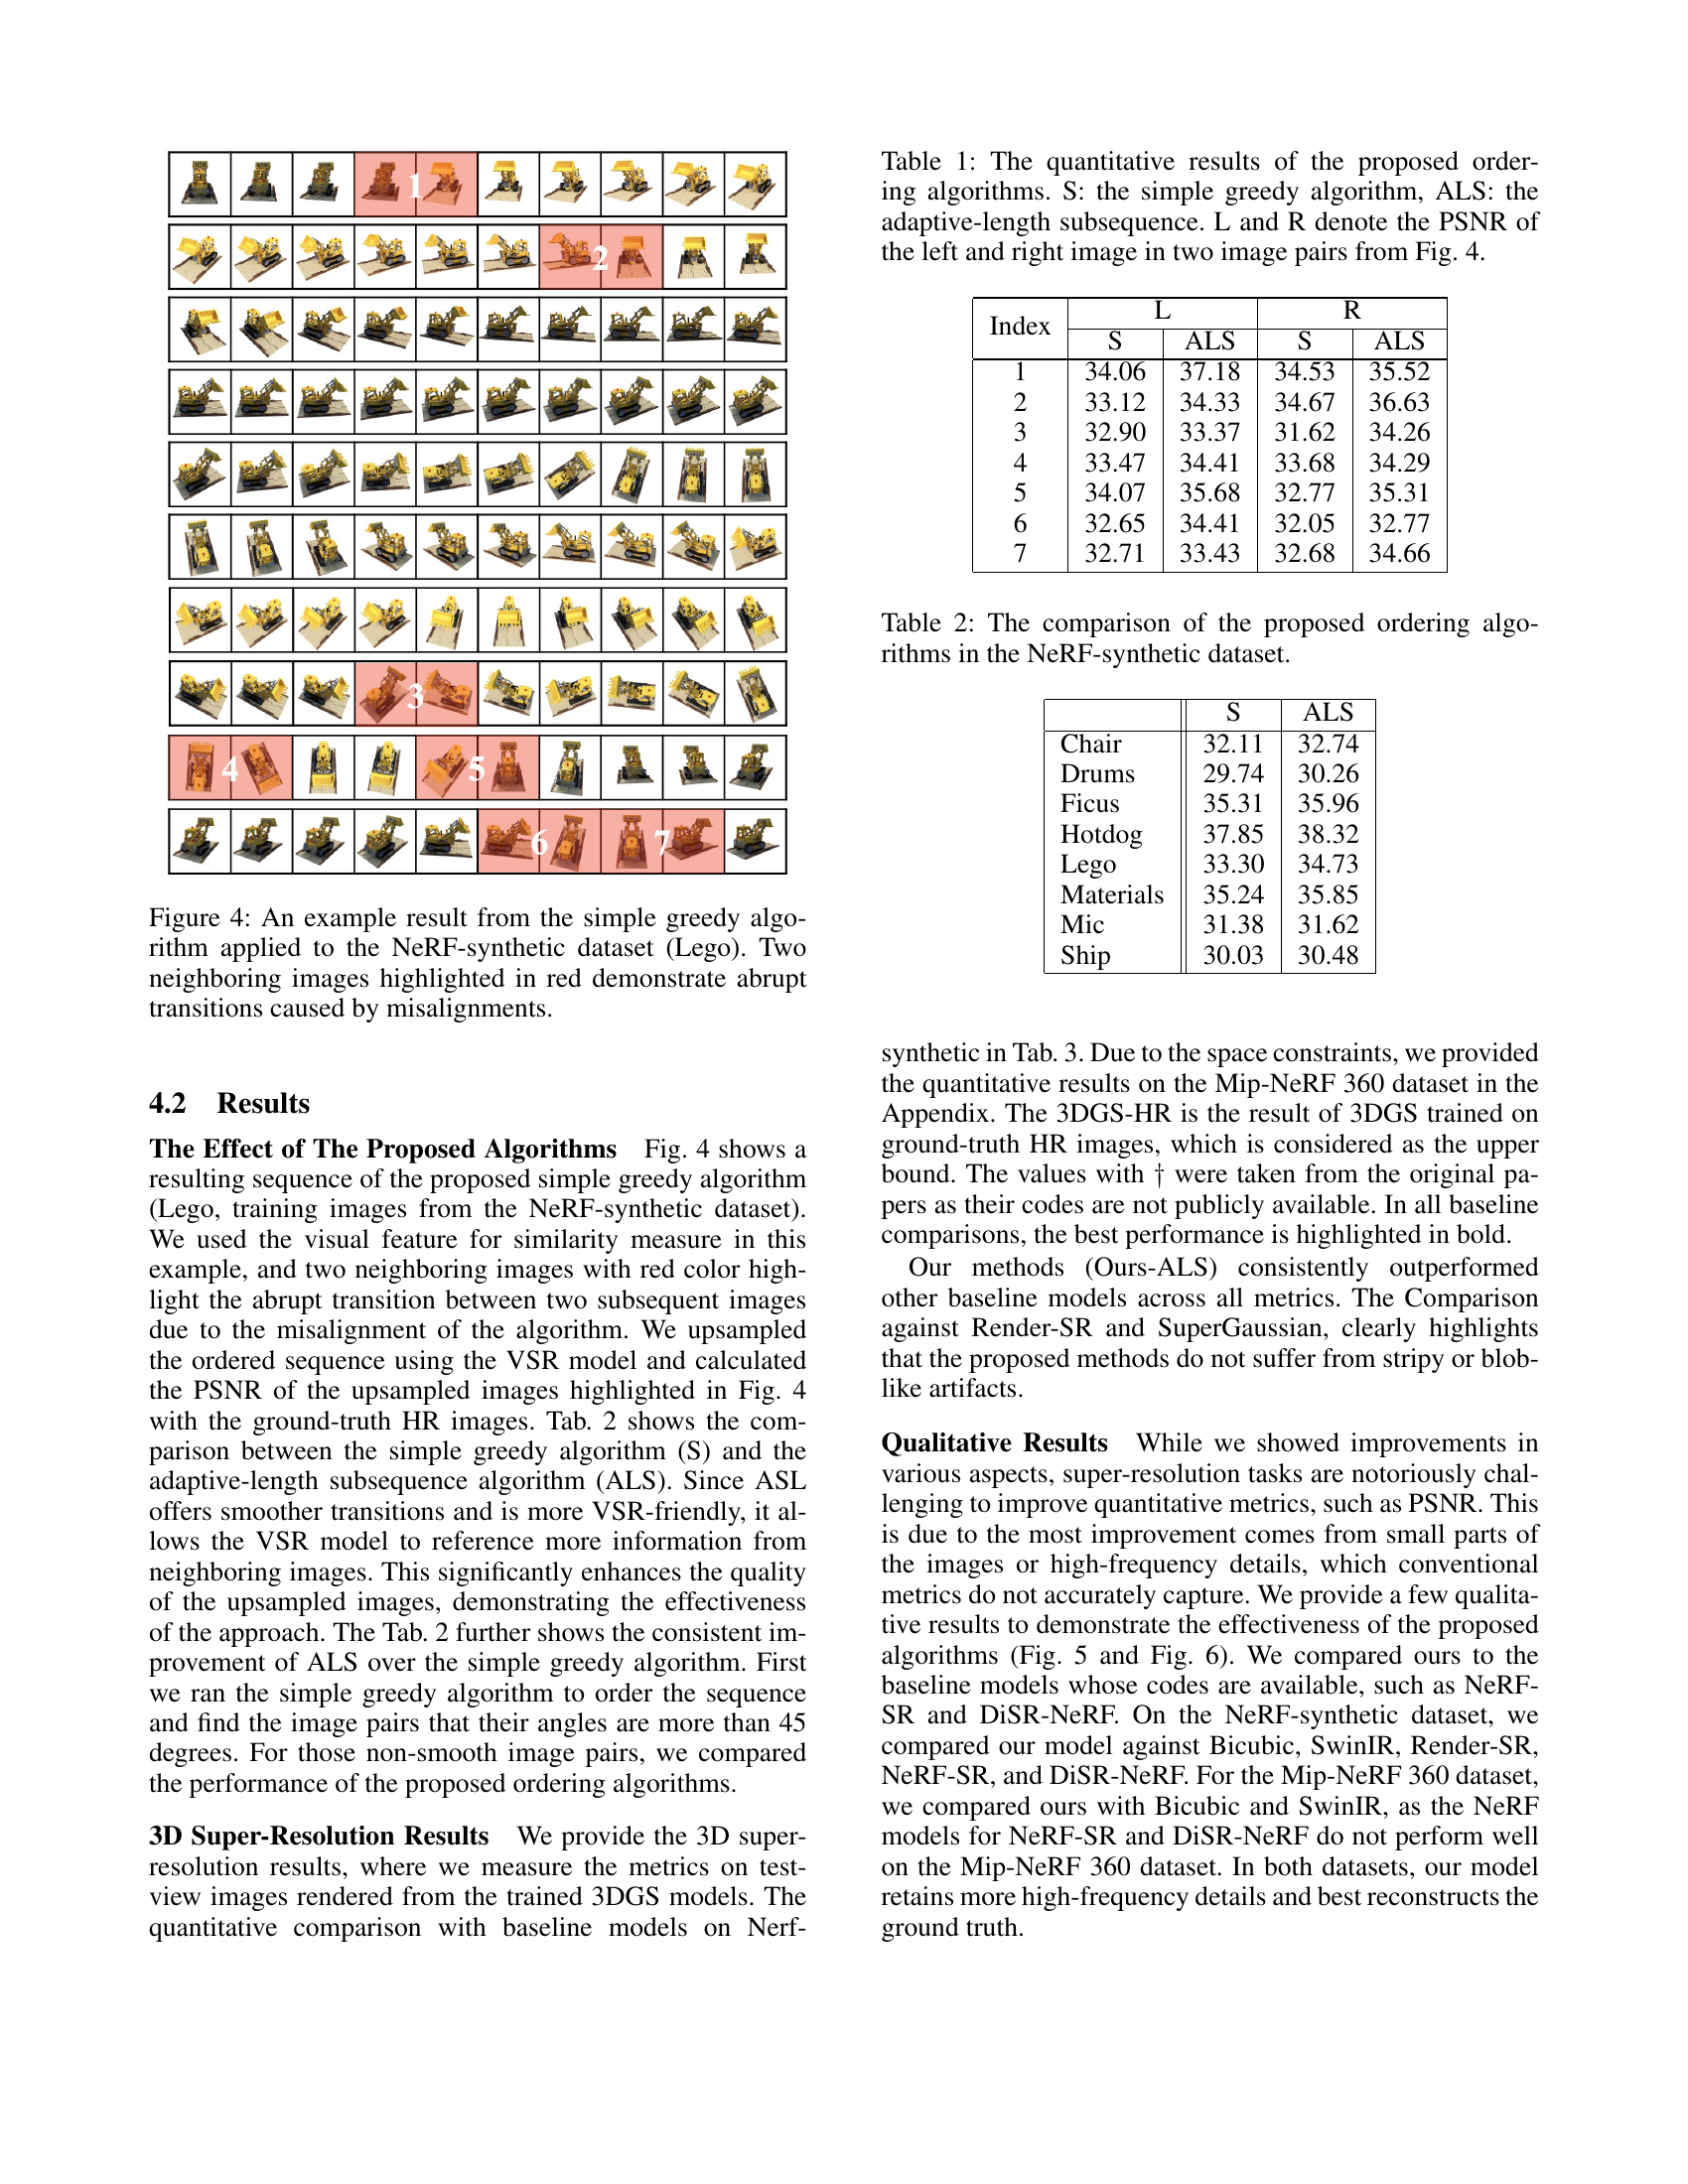 1
2
3
4
5
6
7
Figure 4: An example result from the simple greedy algo-
rithm applied to the NeRF-synthetic dataset (Lego). Two
neighboring images highlighted in red demonstrate abrupt
transitions caused by misalignments.
4.2 Results
The Effect of The Proposed Algorithms Fig. 4 shows a
resulting sequence of the proposed simple greedy algorithm
(Lego, training images from the NeRF-synthetic dataset).
We used the visual feature for similarity measure in this
example, and two neighboring images with red color high-
light the abrupt transition between two subsequent images
due to the misalignment of the algorithm. We upsampled
the ordered sequence using the VSR model and calculated
the PSNR of the upsampled images highlighted in Fig. 4
with the ground-truth HR images. Tab. 2 shows the com-
parison between the simple greedy algorithm (S) and the
adaptive-length subsequence algorithm (ALS). Since ASL
offers smoother transitions and is more VSR-friendly, it al-
lows the VSR model to reference more information from
neighboring images. This significantly enhances the quality
of the upsampled images, demonstrating the effectiveness
of the approach. The Tab. 2 further shows the consistent im-
provement of ALS over the simple greedy algorithm. First
we ran the simple greedy algorithm to order the sequence
and find the image pairs that their angles are more than 45
degrees. For those non-smooth image pairs, we compared
the performance of the proposed ordering algorithms.
3D Super-Resolution Results We provide the 3D super-
resolution results, where we measure the metrics on test-
view images rendered from the trained 3DGS models. The
quantitative comparison with baseline models on Nerf-
Table 1: The quantitative results of the proposed order-
ing algorithms. S: the simple greedy algorithm, ALS: the
adaptive-length subsequence. L and R denote the PSNR of
the left and right image in two image pairs from Fig. 4.
Index L R
S ALS S ALS
1 34.06 37.18 34.53 35.52
2 33.12 34.33 34.67 36.63
3 32.90 33.37 31.62 34.26
4 33.47 34.41 33.68 34.29
5 34.07 35.68 32.77 35.31
6 32.65 34.41 32.05 32.77
7 32.71 33.43 32.68 34.66
Table 2: The comparison of the proposed ordering algo-
rithms in the NeRF-synthetic dataset.
S ALS
Chair 32.11 32.74
Drums 29.74 30.26
Ficus 35.31 35.96
Hotdog 37.85 38.32
Lego 33.30 34.73
Materials 35.24 35.85
Mic 31.38 31.62
Ship 30.03 30.48
synthetic in Tab. 3. Due to the space constraints, we provided
the quantitative results on the Mip-NeRF 360 dataset in the
Appendix. The 3DGS-HR is the result of 3DGS trained on
ground-truth HR images, which is considered as the upper
bound. The values with † were taken from the original pa-
pers as their codes are not publicly available. In all baseline
comparisons, the best performance is highlighted in bold.
Our methods (Ours-ALS) consistently outperformed
other baseline models across all metrics. The Comparison
against Render-SR and SuperGaussian, clearly highlights
that the proposed methods do not suffer from stripy or blob-
like artifacts.
Qualitative Results While we showed improvements in
various aspects, super-resolution tasks are notoriously chal-
lenging to improve quantitative metrics, such as PSNR. This
is due to the most improvement comes from small parts of
the images or high-frequency details, which conventional
metrics do not accurately capture. We provide a few qualita-
tive results to demonstrate the effectiveness of the proposed
algorithms (Fig. 5 and Fig. 6). We compared ours to the
baseline models whose codes are available, such as NeRF-
SR and DiSR-NeRF. On the NeRF-synthetic dataset, we
compared our model against Bicubic, SwinIR, Render-SR,
NeRF-SR, and DiSR-NeRF. For the Mip-NeRF 360 dataset,
we compared ours with Bicubic and SwinIR, as the NeRF
models for NeRF-SR and DiSR-NeRF do not perform well
on the Mip-NeRF 360 dataset. In both datasets, our model
retains more high-frequency details and best reconstructs the
ground truth.